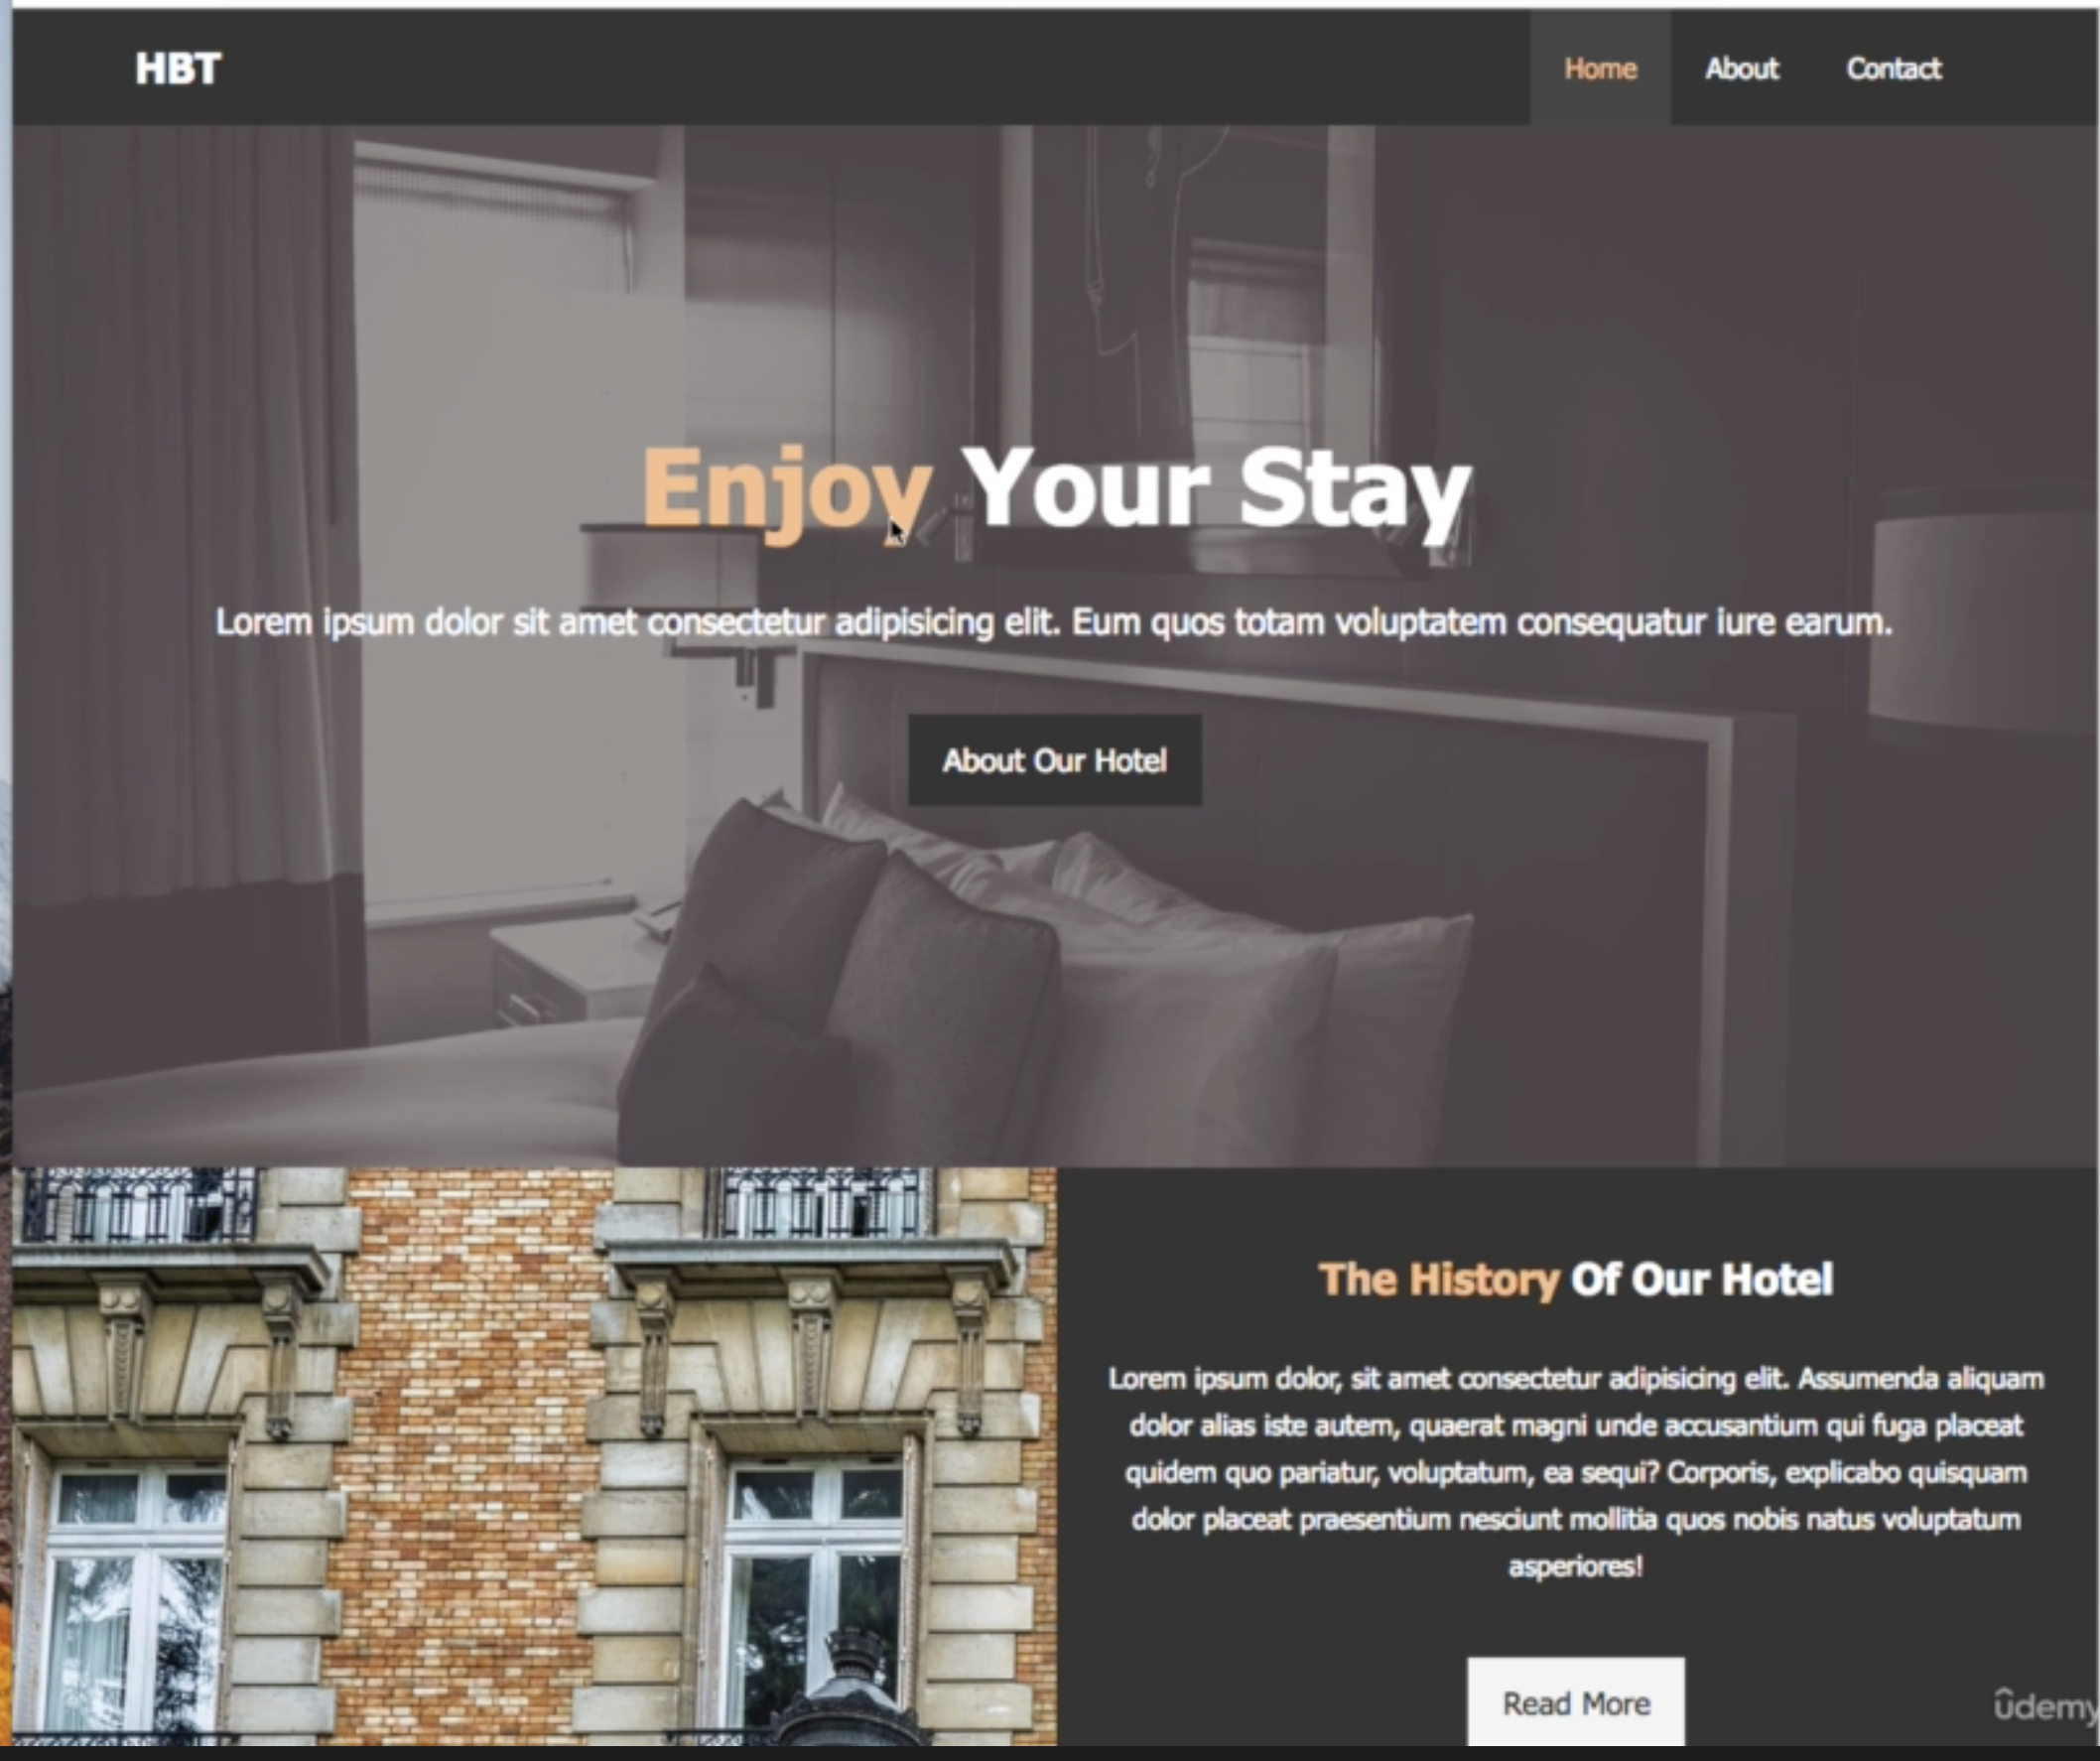 HBT
Home About Contact
Enjoy Your Stay
Lorem ipsum dolor sit amet consectetur adipisicing elit. Eum quos totam voluptatem consequatur iure earum.
About Our Hotel
The History Of Our Hotel
Lorem ipsum dolor, sit amet consectetur adipisicing elit. Assumenda aliquam
dolor alias iste autem, quaerat magni unde accusantium qui fuga placeat
quidem quo pariatur, voluptatum, ea sequi? Corporis, explicabo quisquam
dolor placeat praesentium nesciunt mollitia quos nobis natus voluptatum
asperiores!
Read More
ûdemy